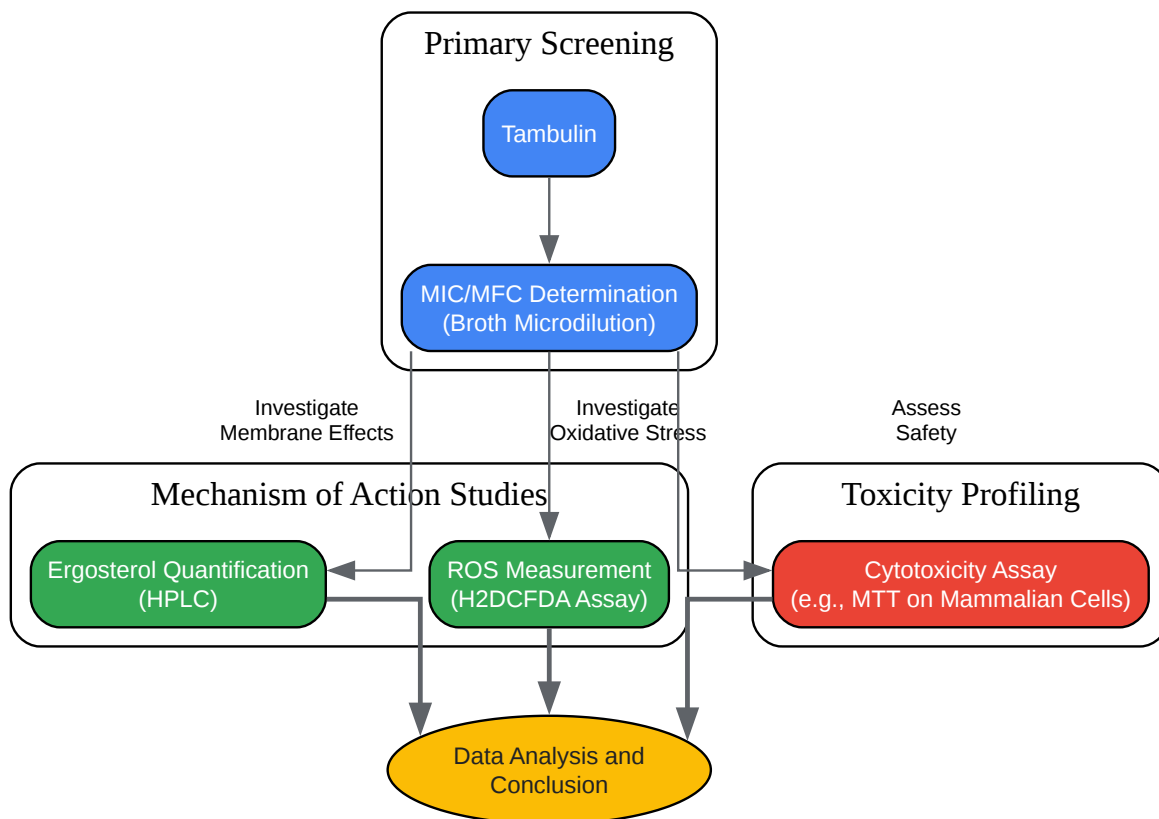 Primary Screening
Tambulin
MIC/MFC Determination
(Broth Microdilution)
Investigate
Membrane Effects
Investigate
Oxidative Stress
Assess
Safety
Mechanism of Action Studies
Toxicity Profiling
Ergosterol Quantification
(HPLC)
ROS Measurement
(H2DCFDA Assay)
Cytotoxicity Assay
(e.g., MTT on Mammalian Cells)
Data Analysis and
Conclusion